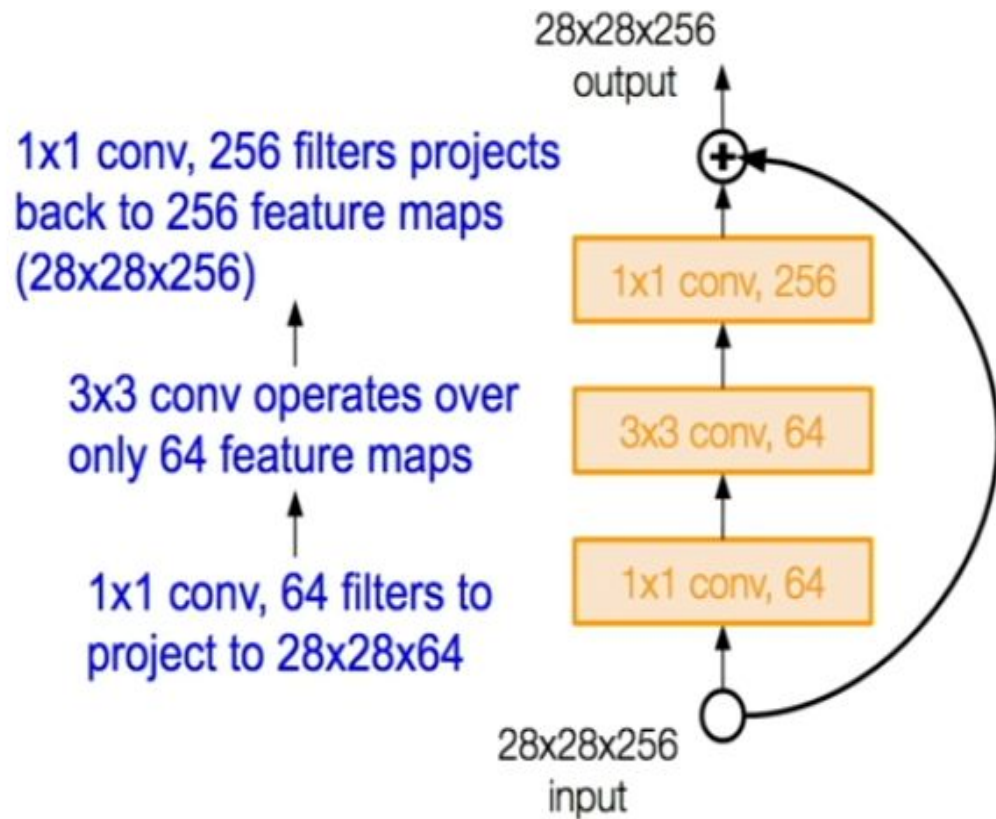 28x28x256
output
1x1 conv, 256 filters projects
back to 256 feature maps
(28x28x256)
1x1 conv, 256
3x3 conv operates over
only 64 feature maps
3x3 conv, 64
1x1 conv, 64 filters to
project to 28x28x64
1x1 conv, 64
28x28x256
input